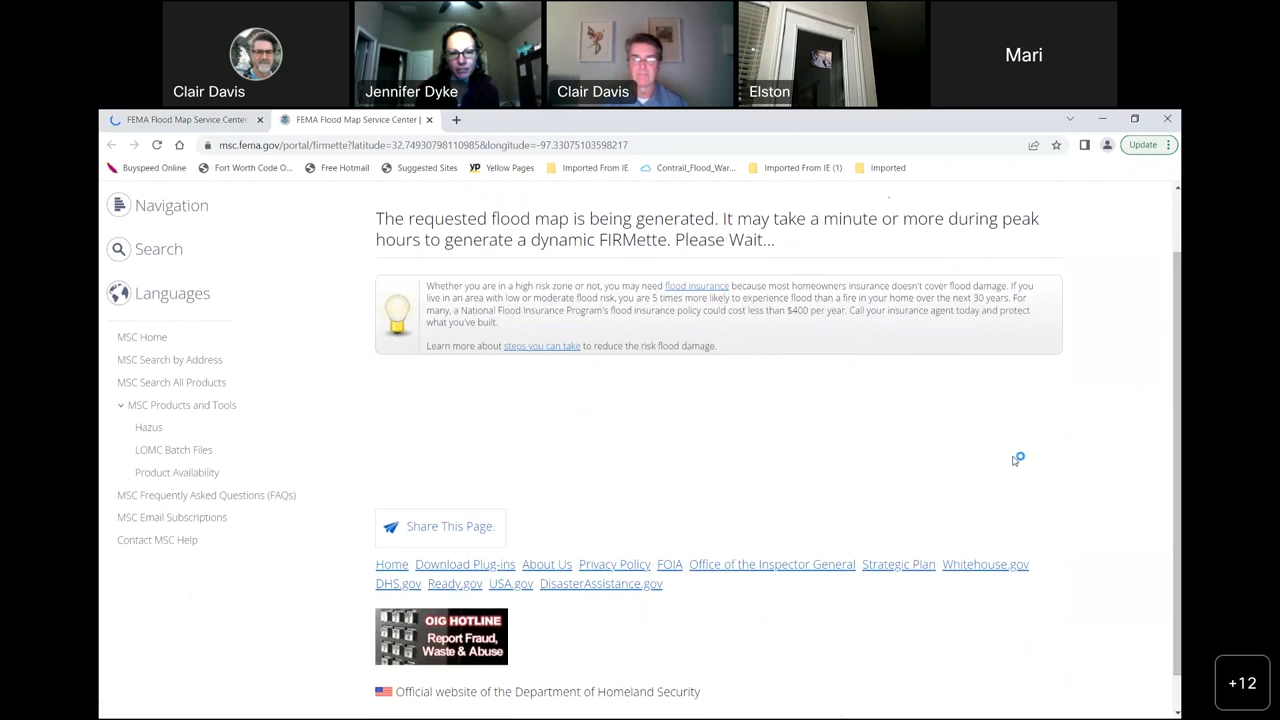 Clair Davis
Jennifer Dyke
Clair Davis
Elston
Mari
FEMA Flood Map Service Center
FEMA Flood Map Service Center |
msc.fema.gov/portal/firmette?latitude=32.74930798110985&longitude=-97.33075103598217
Update
Buyspeed Online
Fort Worth Code O...
Free Hotmail
Suggested Sites
YP Yellow Pages
Imported From IE
Contrail_Flood_War...
Imported From IE (1)
Imported
Navigation
Search
Languages
MSC Home
MSC Search by Address
MSC Search All Products
MSC Products and Tools
Hazus
LOMC Batch Files
Product Availability
MSC Frequently Asked Questions (FAQs)
MSC Email Subscriptions
Contact MSC Help
The requested flood map is being generated. It may take a minute or more during peak
hours to generate a dynamic FIRMette. Please Wait...
Whether you are in a high risk zone or not, you may need flood insurance because most homeowners insurance doesn't cover flood damage. If you
live in an area with low or moderate flood risk, you are 5 times more likely to experience flood than a fire in your home over the next 30 years. For
many, a National Flood Insurance Program's flood insurance policy could cost less than $400 per year. Call your insurance agent today and protect
what you've built.
Learn more about steps you can take to reduce the risk flood damage.
Share This Page.
Home Download Plug-ins About Us Privacy Policy FOIA Office of the Inspector General Strategic Plan Whitehouse.gov
DHS.gov Ready.gov USA.gov DisasterAssistance.gov
OIG HOTLINE
Report Fraud,
Waste & Abuse
Official website of the Department of Homeland Security
+12